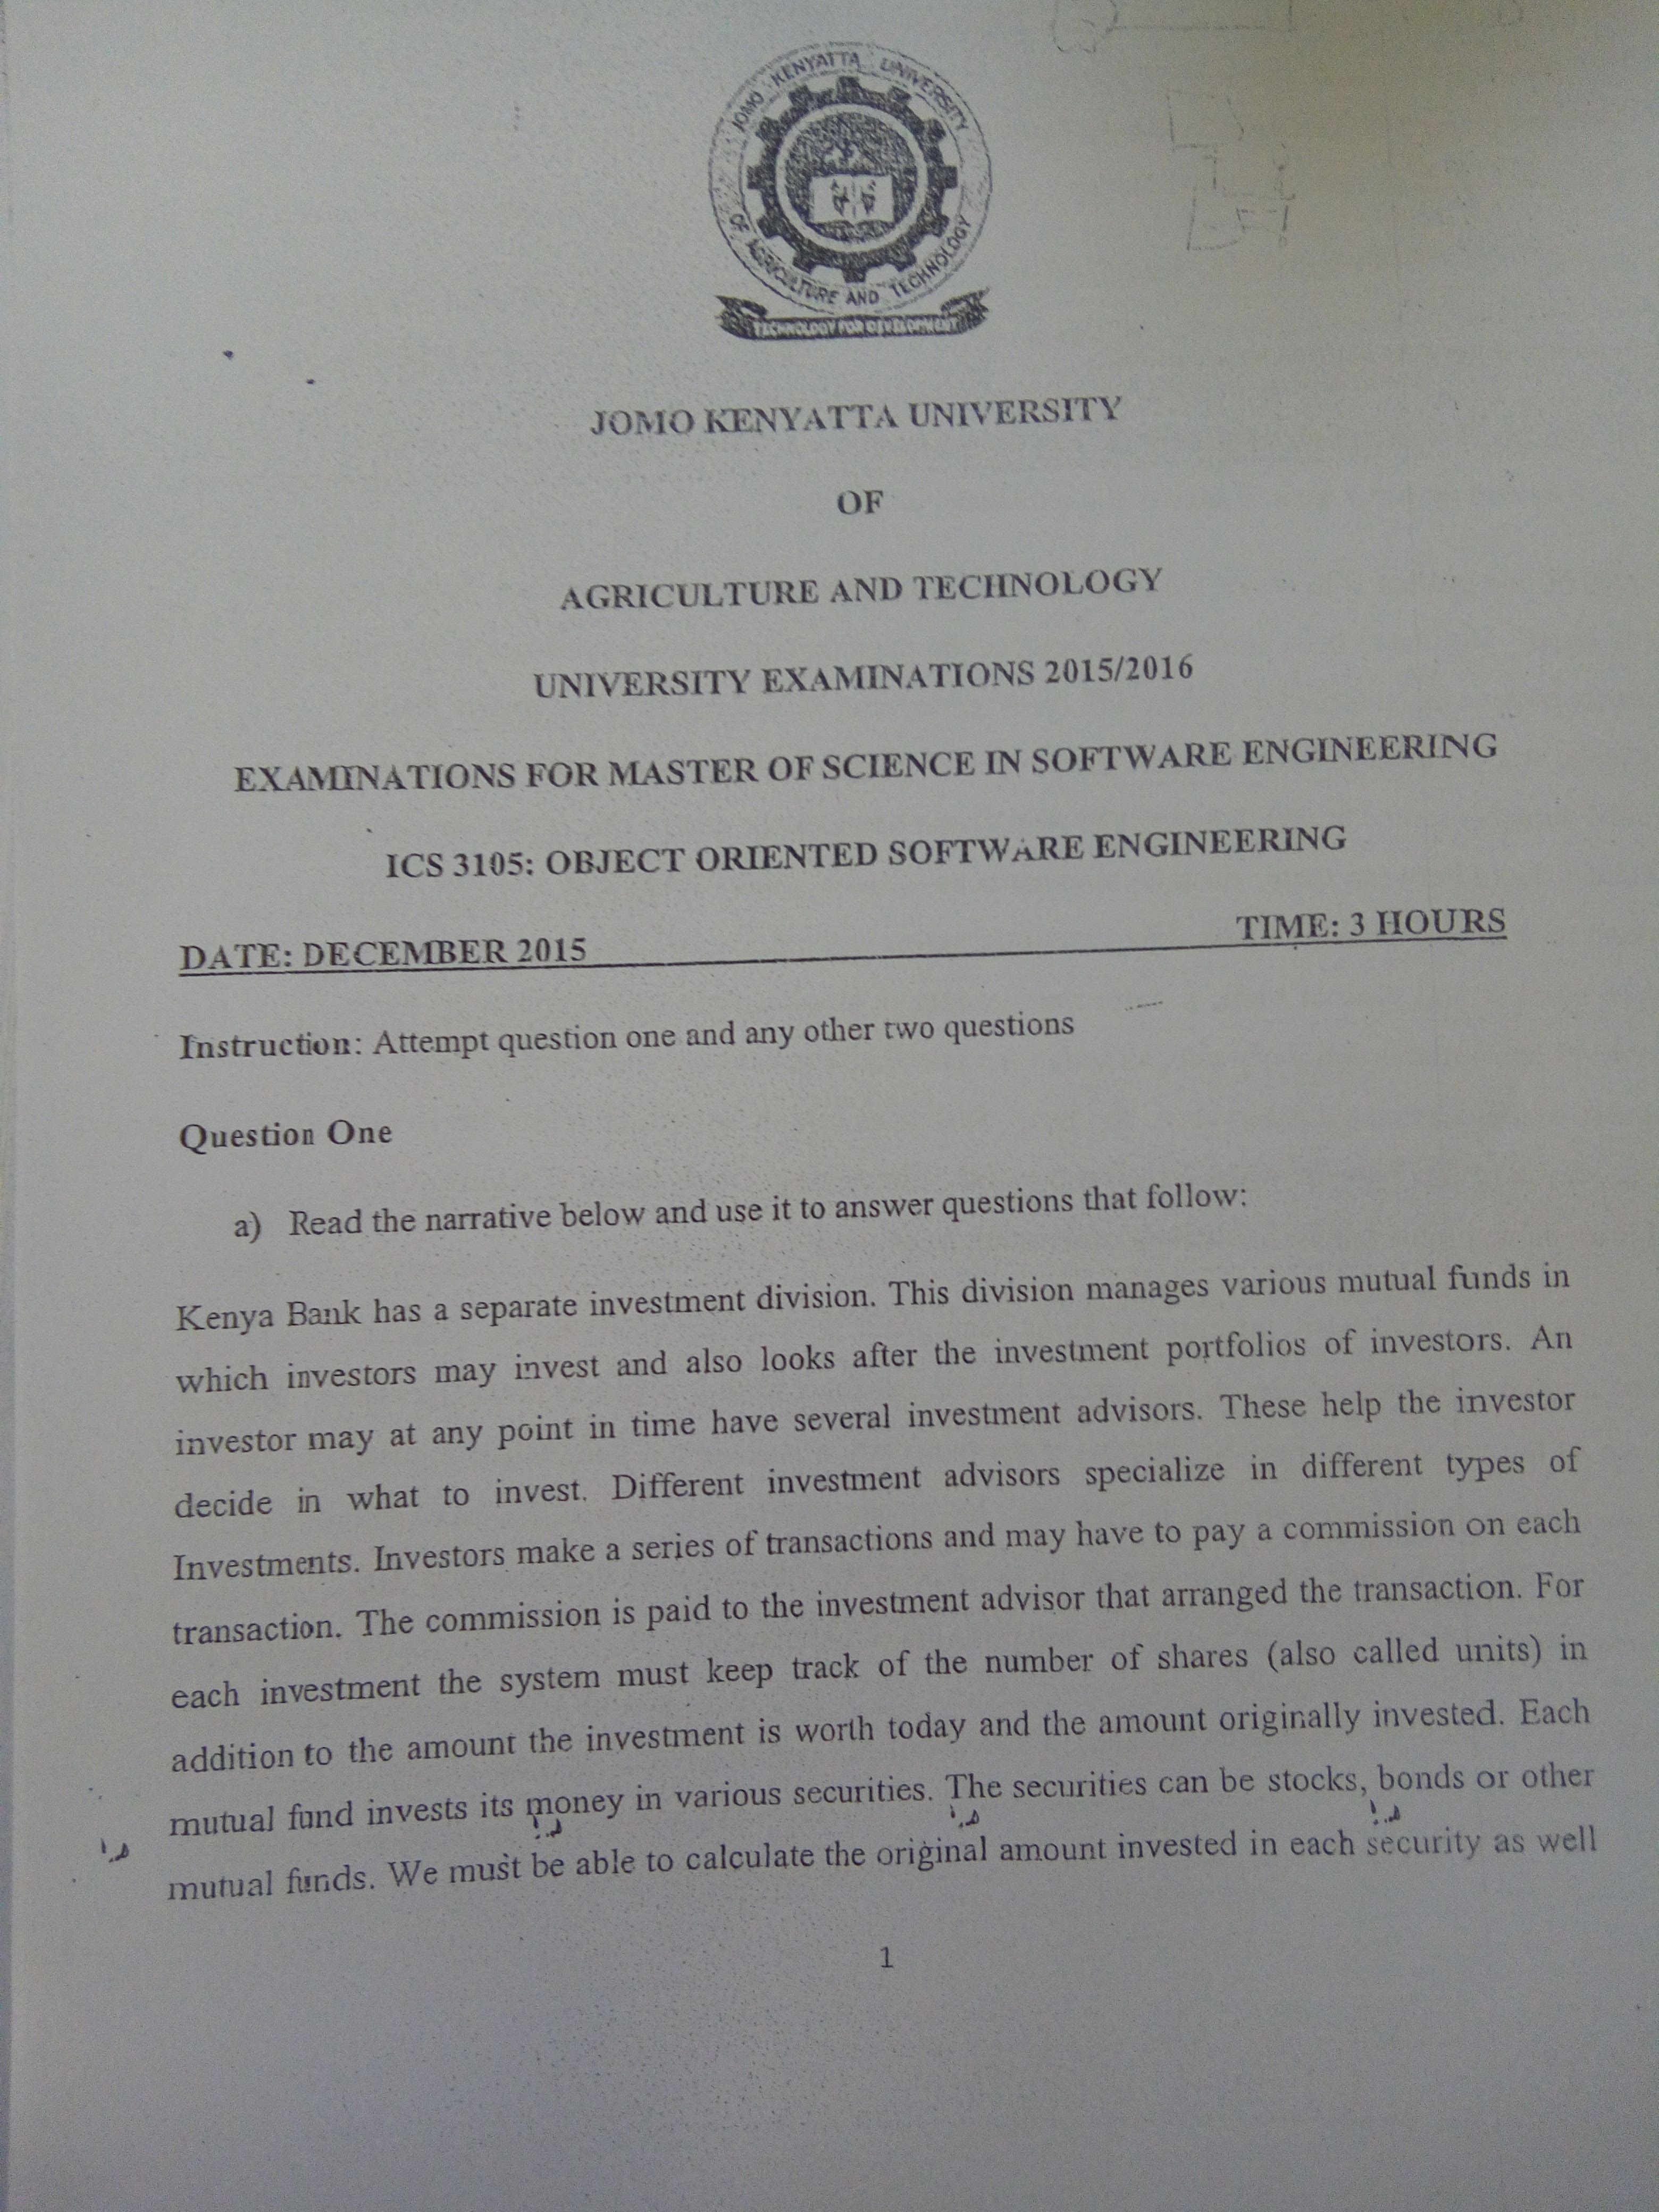 JOMO KENYATTA UNIVERSITY
OF AGRICULTURE AND TECHNOLOGY
TECHNOLOGY FOR DEVELOPMENT
JOMO KENYATTA UNIVERSITY
OF
AGRICULTURE AND TECHNOLOGY
UNIVERSITY EXAMINATIONS 2015/2016
EXAMINATIONS FOR MASTER OF SCIENCE IN SOFTWARE ENGINEERING
ICS 3105: OBJECT ORIENTED SOFTWARE ENGINEERING
DATE: DECEMBER 2015 TIME: 3 HOURS
Instruction: Attempt question one and any other two questions
Question One
a) Read the narrative below and use it to answer questions that follow:
Kenya Bank has a separate investment division. This division manages various mutual funds in
which investors may invest and also looks after the investment portfolios of investors. An
investor may at any point in time have several investment advisors. These help the investor
decide in what to invest. Different investment advisors specialize in different types of
Investments. Investors make a series of transactions and may have to pay a commission on each
transaction. The commission is paid to the investment advisor that arranged the transaction. For
each investment the system must keep track of the number of shares (also called units) in
addition to the amount the investment is worth today and the amount originally invested. Each
mutual fund invests its money in various securities. The securities can be stocks, bonds or other
mutual funds. We must be able to calculate the original amount invested in each security as well
1